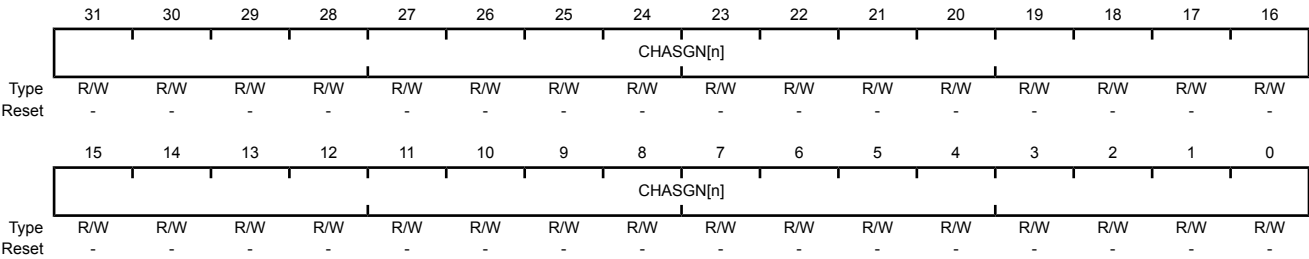 31 30 29 28 27 26 25 24 23 22 21 20 19 18 17 16
CHASGN[n]
Type R/W R/W R/W R/W R/W R/W R/W R/W R/W R/W R/W R/W R/W R/W R/W R/W
Reset - - - - - - - - - - - - - - - -
15 14 13 12 11 10 9 8 7 6 5 4 3 2 1 0
CHASGN[n]
Type R/W R/W R/W R/W R/W R/W R/W R/W R/W R/W R/W R/W R/W R/W R/W R/W
Reset - - - - - - - - - - - - - - - -